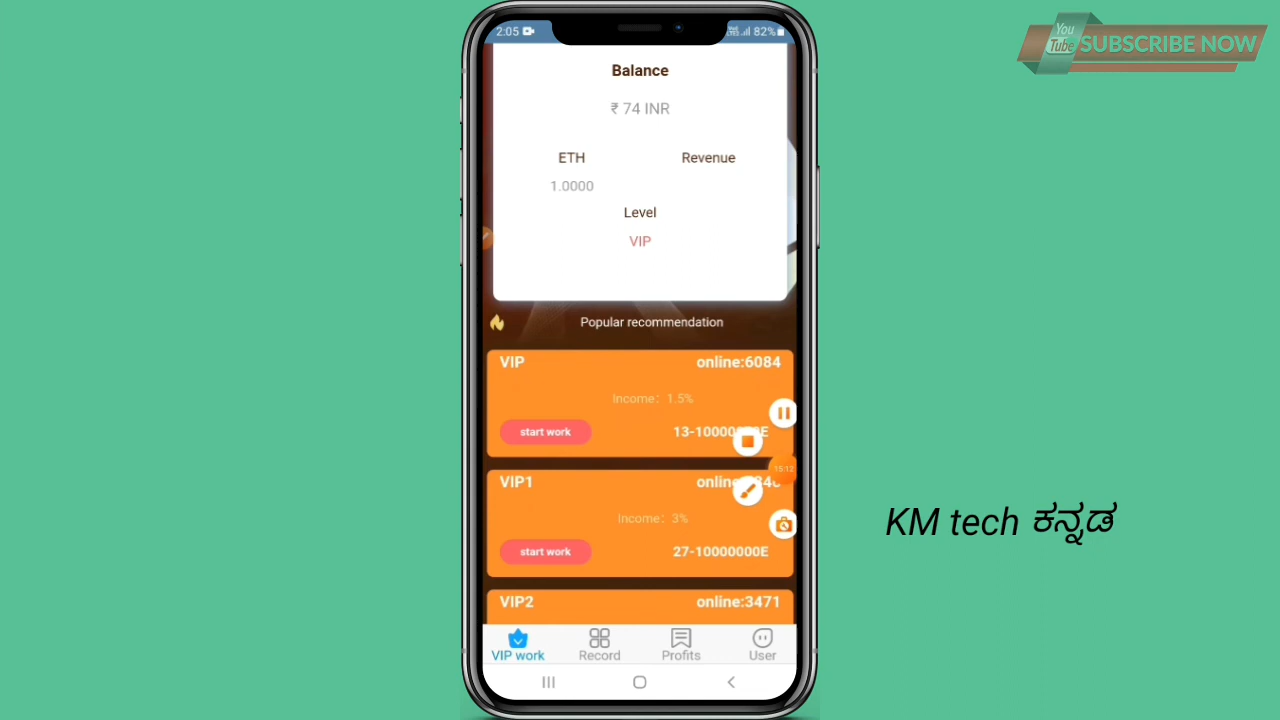 2:05
82%
You
Tube SUBSCRIBE NOW
Balance
₹ 74 INR
ETH
Revenue
1.0000
Level
VIP
Popular recommendation
VIP
online:6084
Income: 1.5%
start work
VIP1
Income: 3%
15:12
KM tech ಕನ್ನಡ
start work
27-10000000E
VIP2
online:3471
VIP work
Record
Profits
User